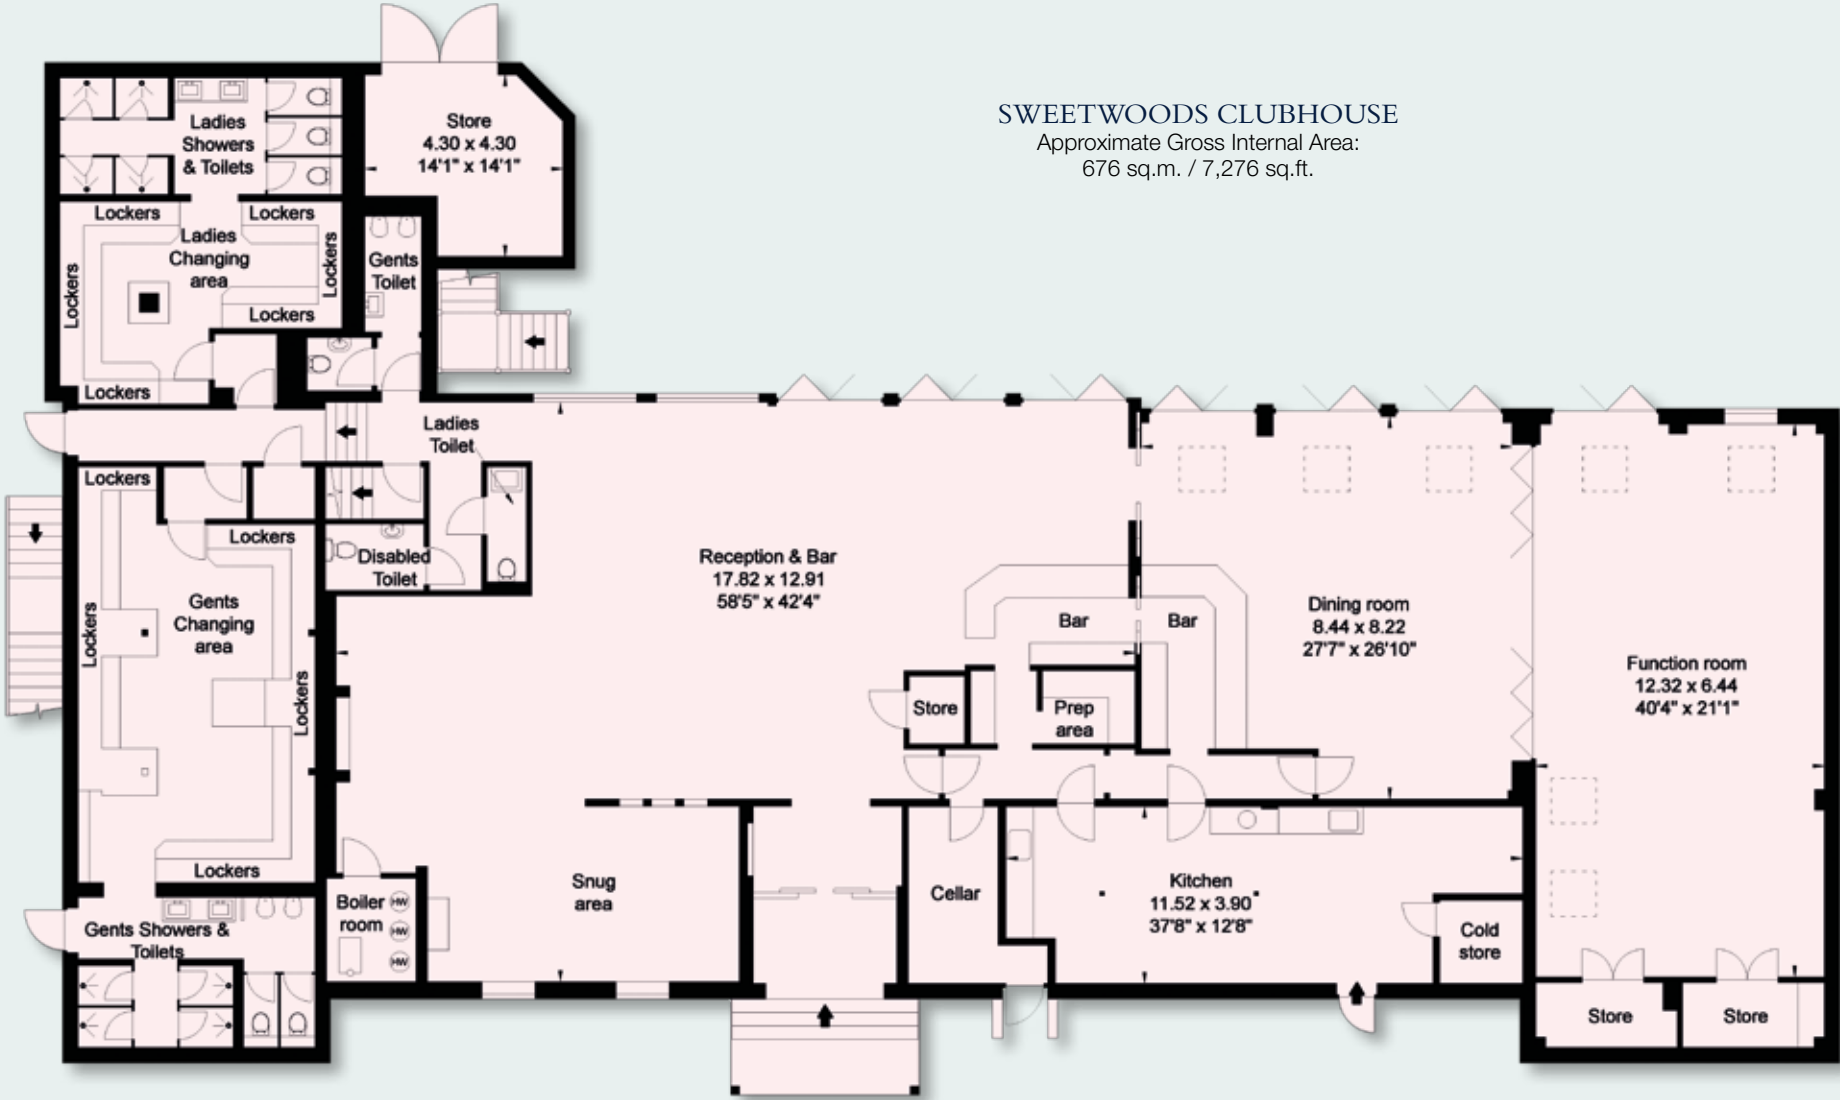 SWEETWOODS CLUBHOUSE
Approximate Gross Internal Area:
676 sq.m. / 7,276 sq.ft.
Ladies
Showers
& Toilets
Store
4.30 x 4.30
14'1" x 14'1"
Lockers
Lockers
Ladies
Changing
area
Lockers
Lockers
Lockers
Lockers
Gents
Toilet
Ladies
Toilet
Lockers
Lockers
Disabled
Toilet
Gents
Changing
area
Lockers
Lockers
Lockers
Reception & Bar
17.82 x 12.91
58'5" x 42'4"
Bar
Bar
Dining room
8.44 x 8.22
27'7" x 26'10"
Function room
12.32 x 6.44
40'4" x 21'1"
Store
Prep
area
Snug
area
Boiler
room
HW
HW
HW
Cellar
Kitchen
11.52 x 3.90
37'8" x 12'8"
Cold
store
Gents Showers &
Toilets
Store
Store